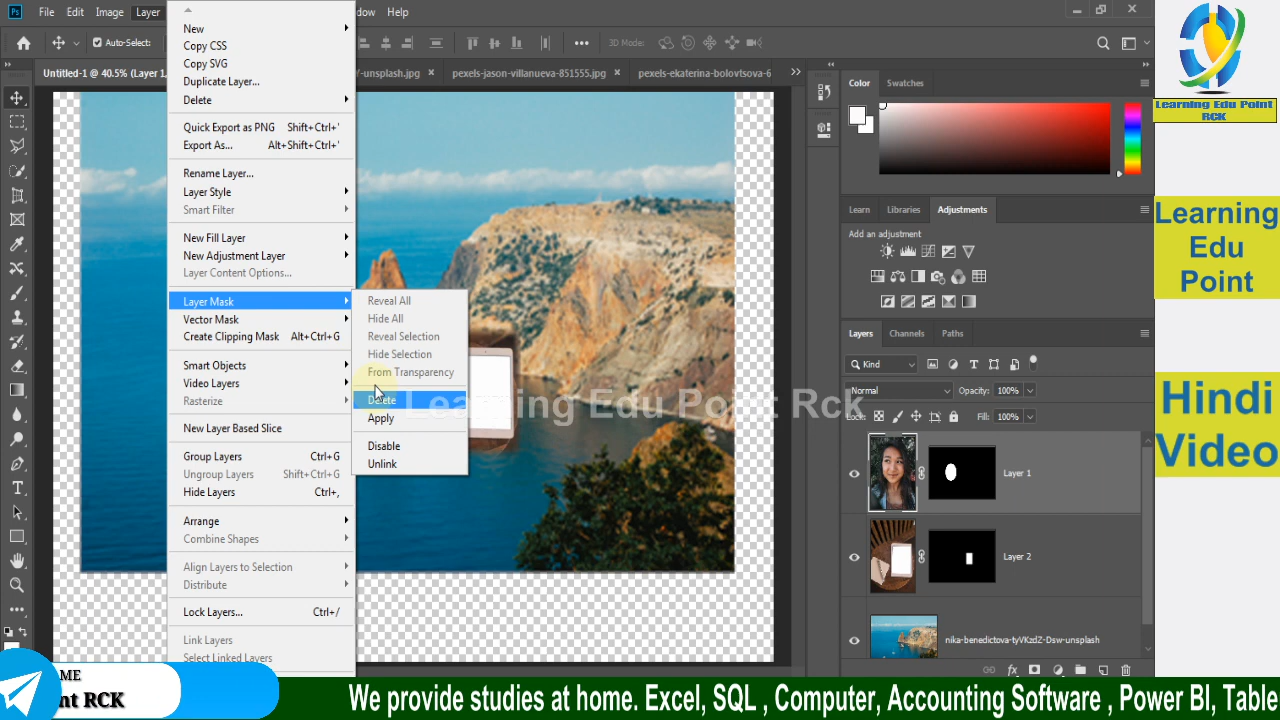 Ps File Edit Image Layer dow Help
Auto-Select:
3D Mode:
Untitled-1 @ 40.5% (Layer 1,
Y-unsplash.jpg
pexels-jason-villanueva-851555.jpg
pexels-ekaterina-bolovtsova-6
New
Copy CSS
Copy SVG
Duplicate Layer...
Delete
Quick Export as PNG Shift+Ctrl+'
Export As... Alt+Shift+Ctrl+'
Rename Layer...
Layer Style
Smart Filter
New Fill Layer
New Adjustment Layer
Layer Content Options...
Layer Mask
Vector Mask
Create Clipping Mask Alt+Ctrl+G
Smart Objects
Video Layers
Rasterize
New Layer Based Slice
Group Layers Ctrl+G
Ungroup Layers Shift+Ctrl+G
Hide Layers Ctrl+,
Arrange
Combine Shapes
Align Layers to Selection
Distribute
Lock Layers... Ctrl+/
Link Layers
Select Linked Layers
Reveal All
Hide All
Reveal Selection
Hide Selection
From Transparency
Delete
Apply
Disable
Unlink
Learning Edu Point Rck
Color Swatches
Learn Libraries Adjustments
Add an adjustment
Layers Channels Paths
Kind
Normal Opacity: 100%
Lock: Fill: 100%
Layer 1
Layer 2
nika-benedictova-tyVKzdZ-Dsw-unsplash
Learning Edu Point
RCK
Learning
Edu
Point
Hindi
Video
ME
nt RCK
We provide studies at home. Excel, SQL , Computer, Accounting Software , Power BI, Table